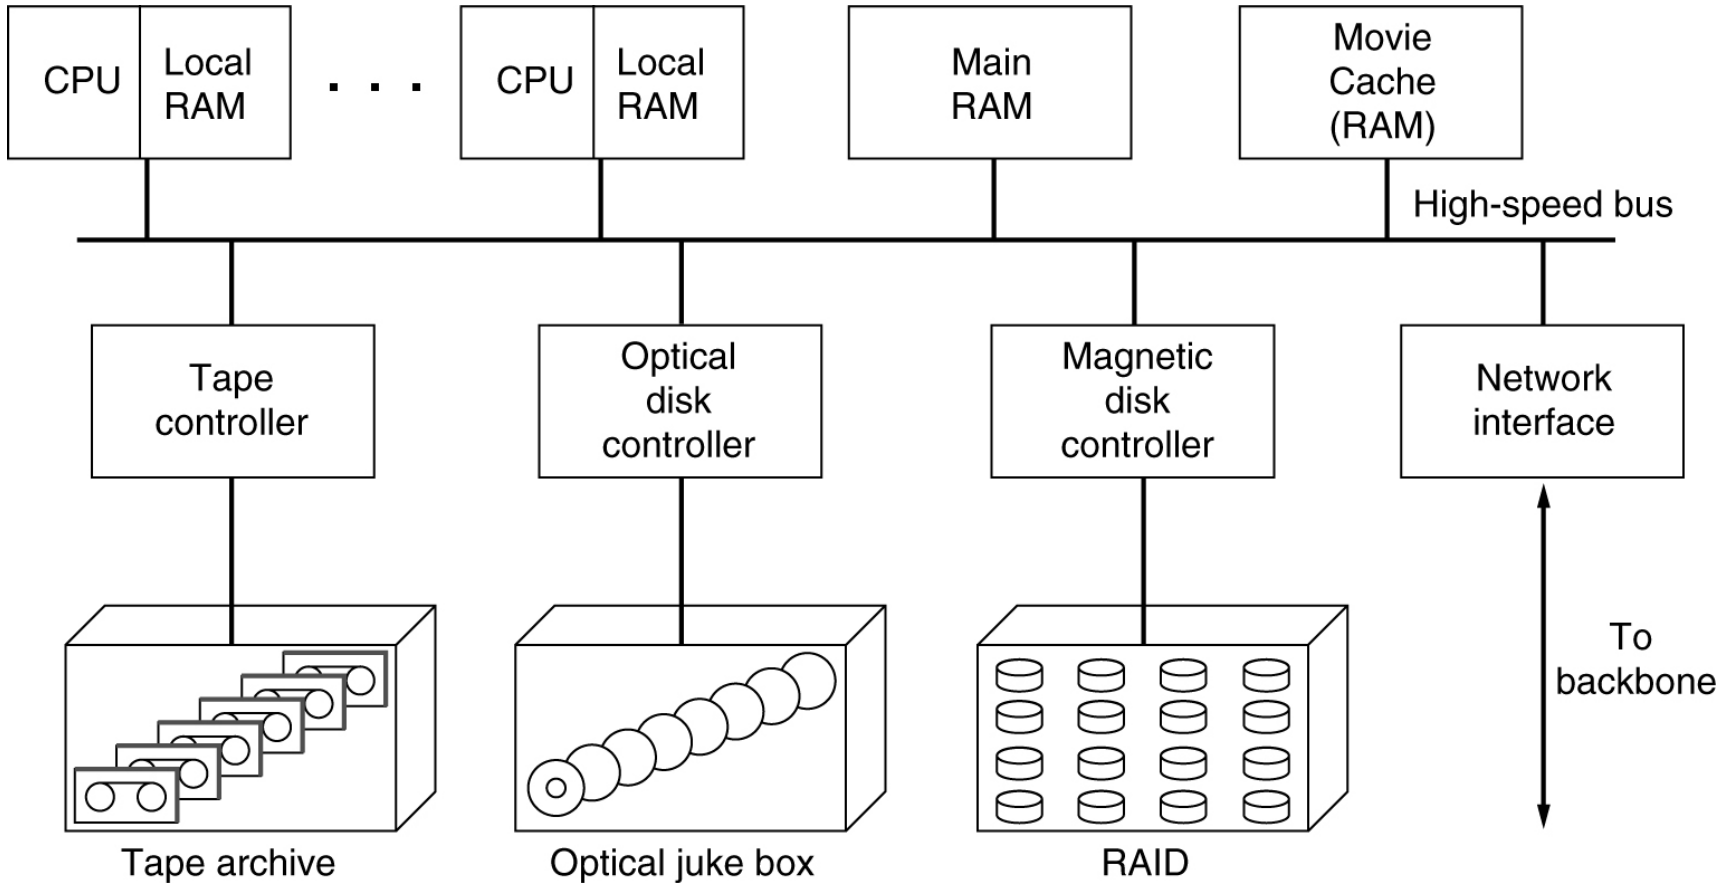 CPU
Local
RAM
. . .
CPU
Local
RAM
Main
RAM
Movie
Cache
(RAM)
High-speed bus
Tape
controller
Optical
disk
controller
Magnetic
disk
controller
Network
interface
To
backbone
Tape archive
Optical juke box
RAID